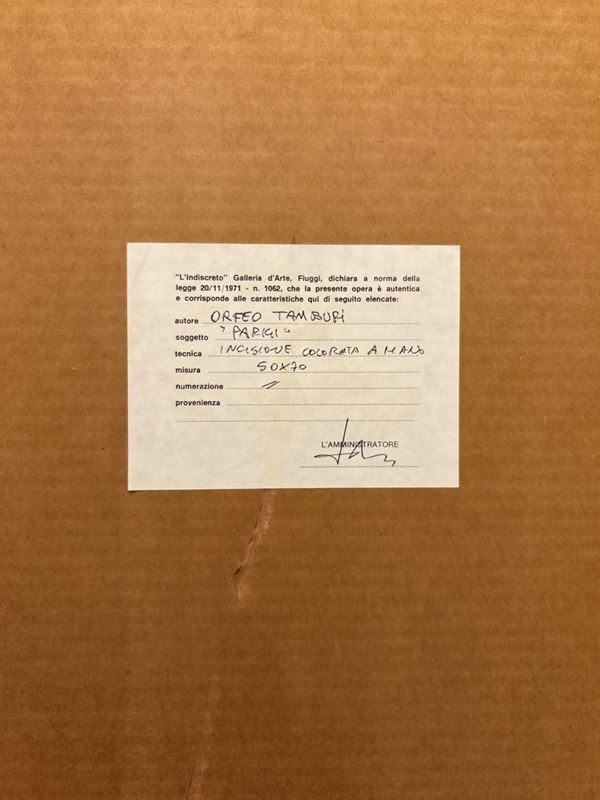 "L'Indiscreto" Galleria d'Arte, Fiuggi, dichiara a norma della
legge 20/11/1971 - n. 1062, che la presente opera è autentica
e corrisponde alle caratteristiche qui di seguito elencate:
autore ORFEO TAMBURI
soggetto "PARIGI"
tecnica INCISIONE COLORATA A MANO
misura 50x70
numerazione //
provenienza
L'AMMINISTRATORE